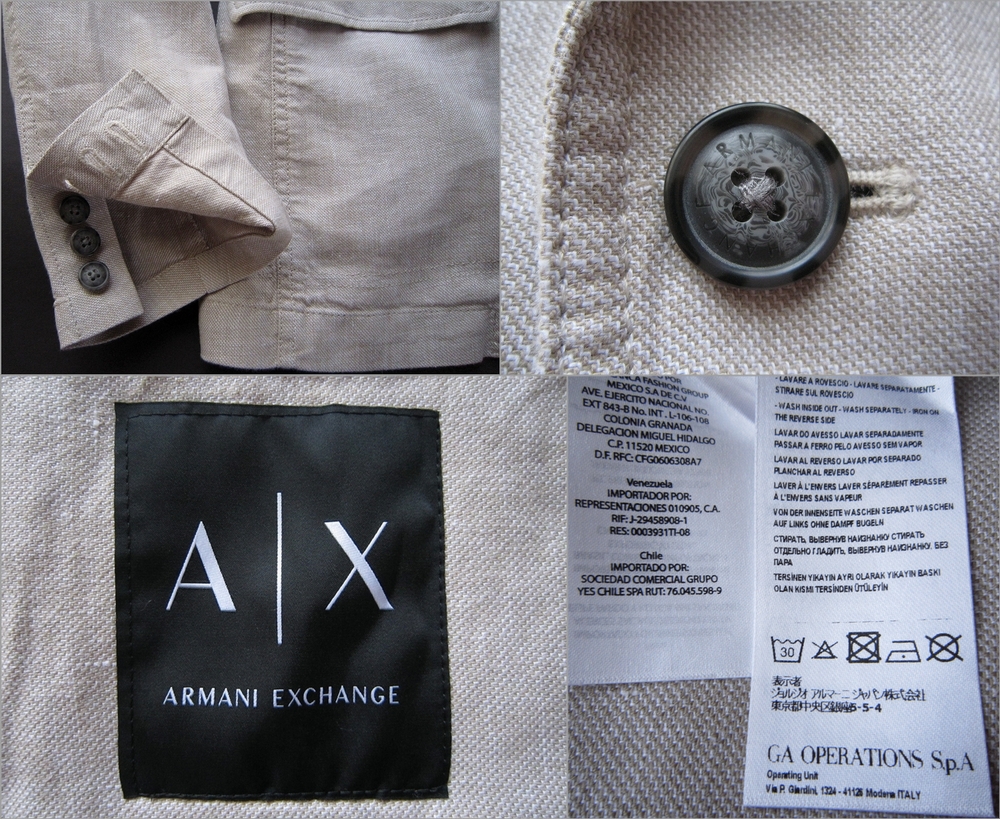 ARMANI
A|X
ARMANI EXCHANGE
FASHION GROUP
MEXICO S.A DE C.V
AVE. EJERCITO NACIONAL NO.
EXT 843-B No INT. L-106-108
COLONIA GRANADA
DELEGACION MIGUEL HIDALGO
C.P. 11520 MEXICO
D.F. RFC: CFG0606308A7
Venezuela
IMPORTADOR POR:
REPRESENTACIONES 010905, C.A.
RIF: J-29458908-1
RES: 0003931TI-08
Chile
IMPORTADO POR:
SOCIEDAD COMERCIAL GRUPO
YES CHILE SPA RUT: 76.045.598-9
- LAVARE A ROVESCIO - LAVARE SEPARATAMENTE -
STIRARE SUL ROVESCIO
- WASH INSIDE OUT - WASH SEPARATELY - IRON ON
THE REVERSE SIDE
LAVAR DO AVESSO LAVAR SEPARADAMENTE
PASSAR A FERRO PELO AVESSO SEM VAPOR
LAVAR AL REVERSO LAVAR POR SEPARADO
PLANCHAR AL REVERSO
LAVER À L'ENVERS LAVER SÉPARÉMENT REPASSER
À L'ENVERS SANS VAPEUR
VON DER INNENSEITE WASCHEN SEPARAT WASCHEN
AUF LINKS OHNE DAMPF BUGELN
СТИРАТЬ, ВЫВЕРНУВ НАИЗНАНКУ СТИРАТЬ
ОТДЕЛЬНО ГЛАДИТЬ, ВЫВЕРНУВ НАИЗНАНКУ. БЕЗ
ПАРА
TERSİNEN YIKAYIN AYRI OLARAK YIKAYIN BASKI
OLAN KISMI TERSİNDEN ÜTÜLEYİN
30
表示者
ジョルジオ アルマーニ ジャパン株式会社
東京都中央区銀座5-5-4
GA OPERATIONS S.p.A
Operating Unit
Via P. Giardini, 1324 - 41126 Modena ITALY